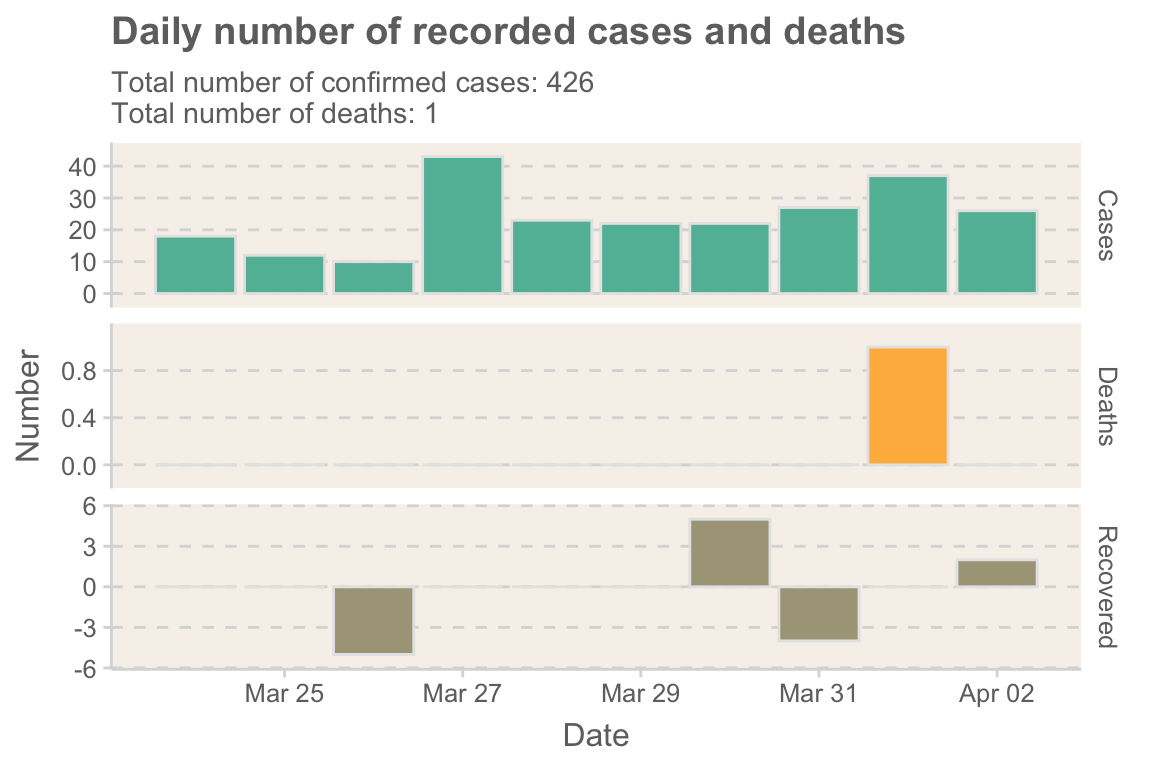 Daily number of recorded cases and deaths
Total number of confirmed cases: 426
Total number of deaths: 1
40
30
20
10
0
Cases
0.8
0.4
0.0
Deaths
Number
6
3
0
-3
-6
Recovered
Mar 25 Mar 27 Mar 29 Mar 31 Apr 02
Date